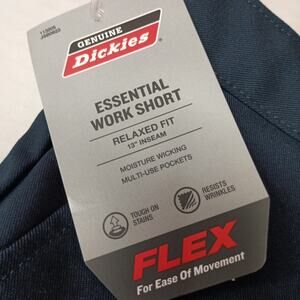 GENUINE
Dickies
ESSENTIAL
WORK SHORT
RELAXED FIT
13" INSEAM
MOISTURE WICKING
MULTI-USE POCKETS
TOUGH ON
STAINS
RESISTS
WRINKLES
FLEX
For Ease Of Movement